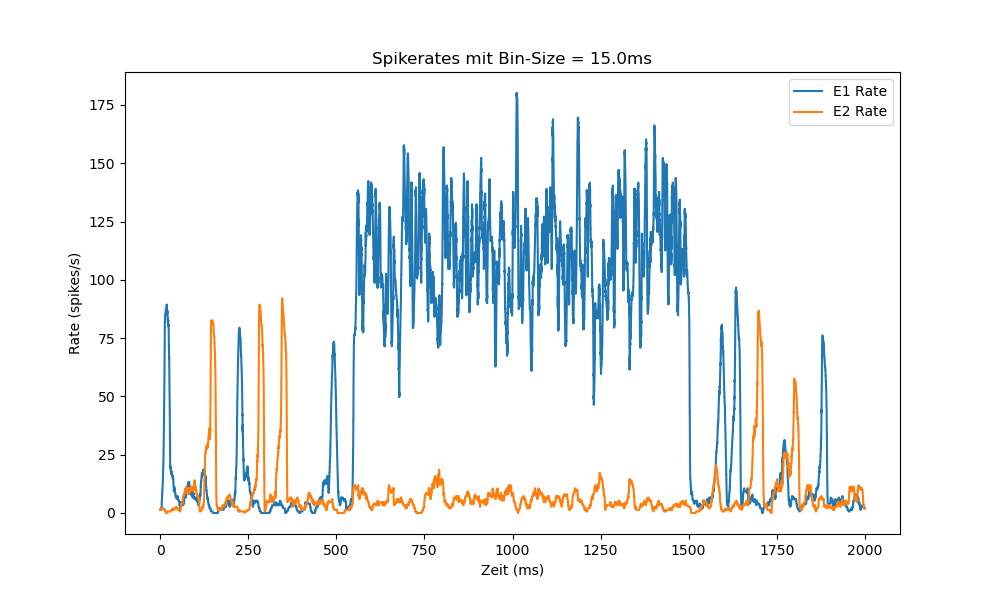 Spikerates mit Bin-Size = 15.0ms
E1 Rate
E2 Rate
Rate (spikes/s)
175
150
125
100
75
50
25
0
0 250 500 750 1000 1250 1500 1750 2000
Zeit (ms)